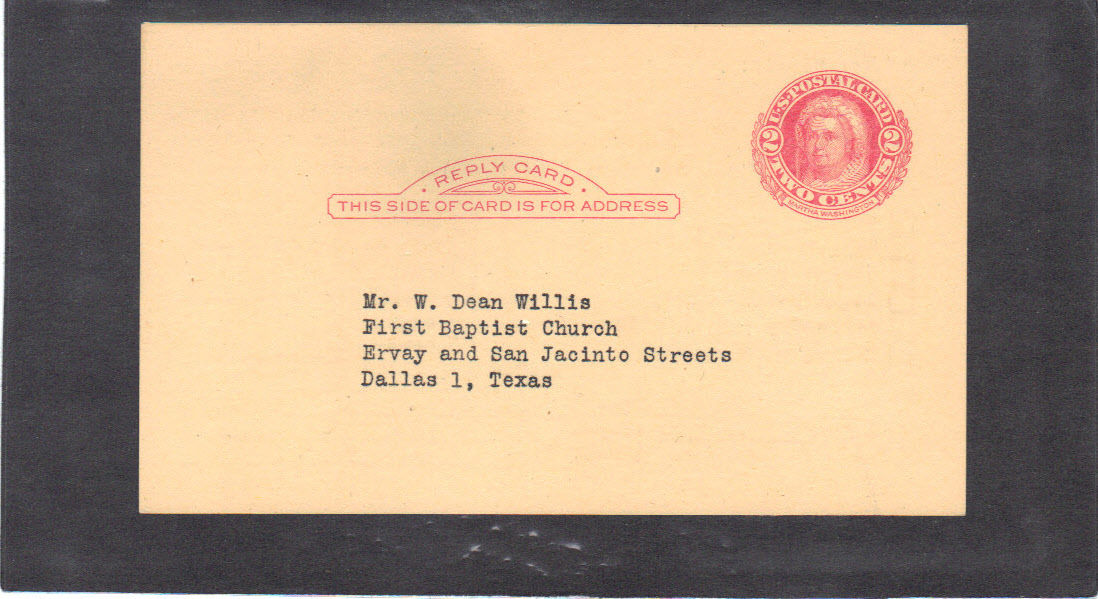 U.S. POSTAL CARD
2 2
TWO CENTS
MARTHA WASHINGTON
· REPLY CARD ·
THIS SIDE OF CARD IS FOR ADDRESS
Mr. W. Dean Willis
First Baptist Church
Ervay and San Jacinto Streets
Dallas 1, Texas